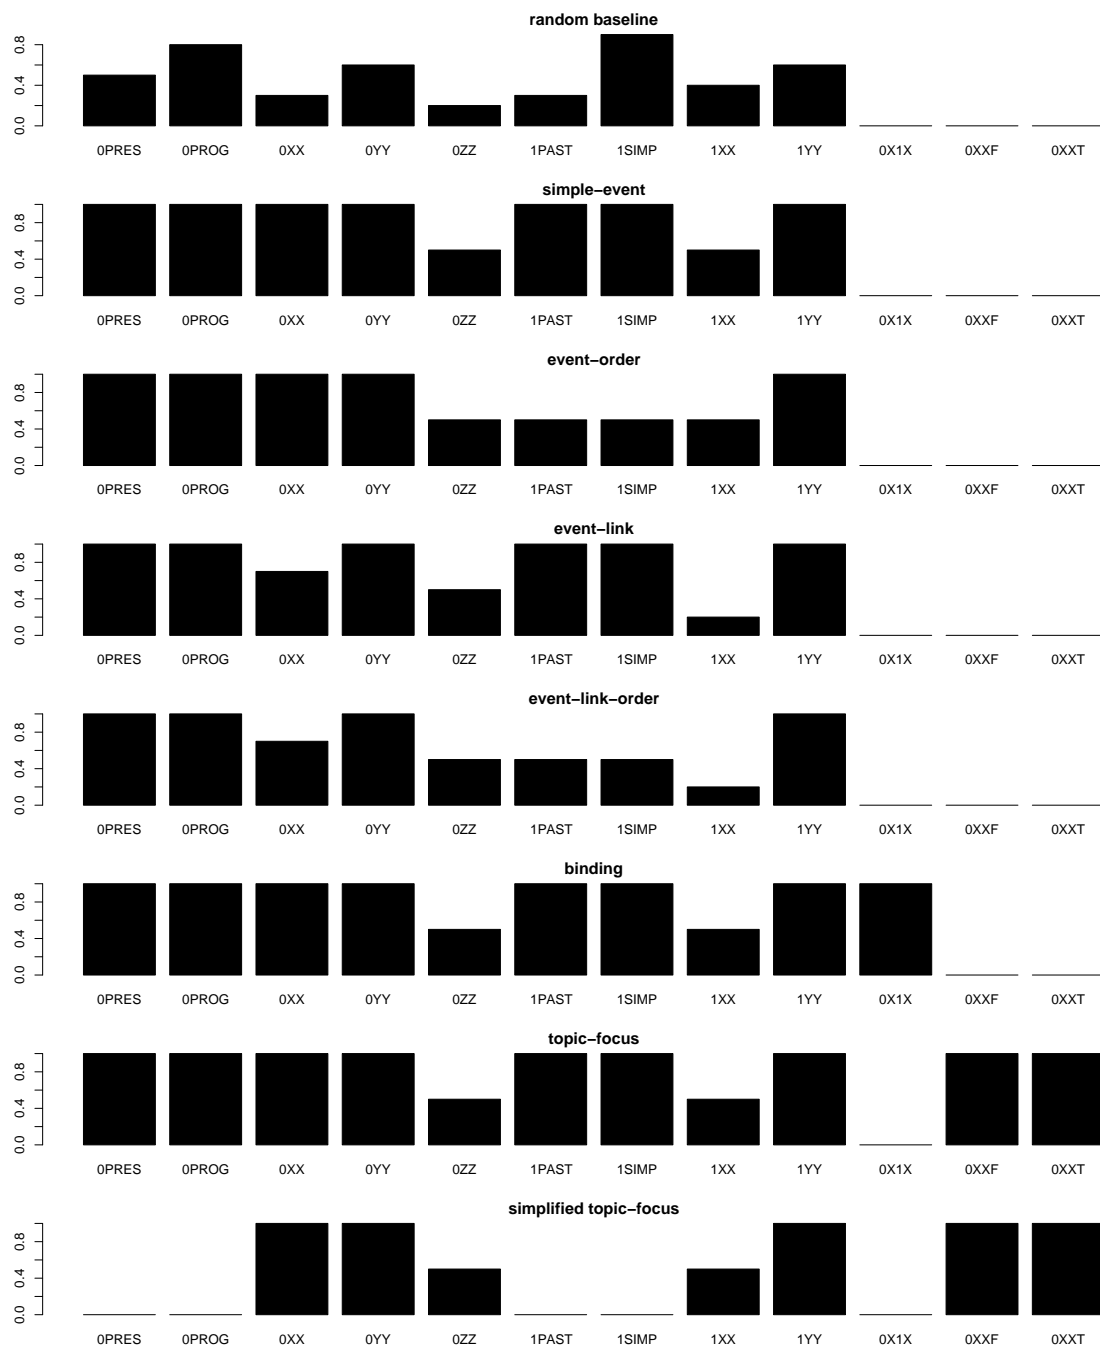 random baseline
0.0 0.4 0.8
0PRES 0PROG 0XX 0YY 0ZZ 1PAST 1SIMP 1XX 1YY 0X1X 0XXF 0XXT
simple−event
0.0 0.4 0.8
0PRES 0PROG 0XX 0YY 0ZZ 1PAST 1SIMP 1XX 1YY 0X1X 0XXF 0XXT
event−order
0.0 0.4 0.8
0PRES 0PROG 0XX 0YY 0ZZ 1PAST 1SIMP 1XX 1YY 0X1X 0XXF 0XXT
event−link
0.0 0.4 0.8
0PRES 0PROG 0XX 0YY 0ZZ 1PAST 1SIMP 1XX 1YY 0X1X 0XXF 0XXT
event−link−order
0.0 0.4 0.8
0PRES 0PROG 0XX 0YY 0ZZ 1PAST 1SIMP 1XX 1YY 0X1X 0XXF 0XXT
binding
0.0 0.4 0.8
0PRES 0PROG 0XX 0YY 0ZZ 1PAST 1SIMP 1XX 1YY 0X1X 0XXF 0XXT
topic−focus
0.0 0.4 0.8
0PRES 0PROG 0XX 0YY 0ZZ 1PAST 1SIMP 1XX 1YY 0X1X 0XXF 0XXT
simplified topic−focus
0.0 0.4 0.8
0PRES 0PROG 0XX 0YY 0ZZ 1PAST 1SIMP 1XX 1YY 0X1X 0XXF 0XXT